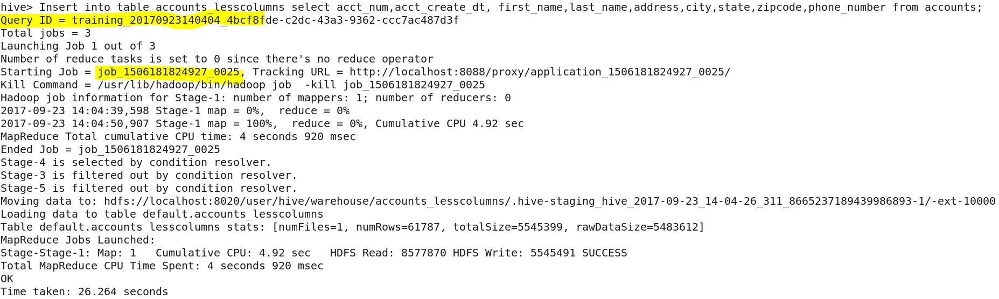 hive> Insert into table accounts_lesscolumns select acct_num,acct_create_dt, first_name,last_name,address,city,state,zipcode,phone_number from accounts;
Query ID = training_20170923140404_4bcf8fde-c2dc-43a3-9362-ccc7ac487d3f
Total jobs = 3
Launching Job 1 out of 3
Number of reduce tasks is set to 0 since there's no reduce operator
Starting Job = job_1506181824927_0025, Tracking URL = http://localhost:8088/proxy/application_1506181824927_0025/
Kill Command = /usr/lib/hadoop/bin/hadoop job  -kill job_1506181824927_0025
Hadoop job information for Stage-1: number of mappers: 1; number of reducers: 0
2017-09-23 14:04:39,598 Stage-1 map = 0%,  reduce = 0%
2017-09-23 14:04:50,907 Stage-1 map = 100%,  reduce = 0%, Cumulative CPU 4.92 sec
MapReduce Total cumulative CPU time: 4 seconds 920 msec
Ended Job = job_1506181824927_0025
Stage-4 is selected by condition resolver.
Stage-3 is filtered out by condition resolver.
Stage-5 is filtered out by condition resolver.
Moving data to: hdfs://localhost:8020/user/hive/warehouse/accounts_lesscolumns/.hive-staging_hive_2017-09-23_14-04-26_311_8665237189439986893-1/-ext-10000
Loading data to table default.accounts_lesscolumns
Table default.accounts_lesscolumns stats: [numFiles=1, numRows=61787, totalSize=5545399, rawDataSize=5483612]
MapReduce Jobs Launched:
Stage-Stage-1: Map: 1   Cumulative CPU: 4.92 sec   HDFS Read: 8577870 HDFS Write: 5545491 SUCCESS
Total MapReduce CPU Time Spent: 4 seconds 920 msec
OK
Time taken: 26.264 seconds